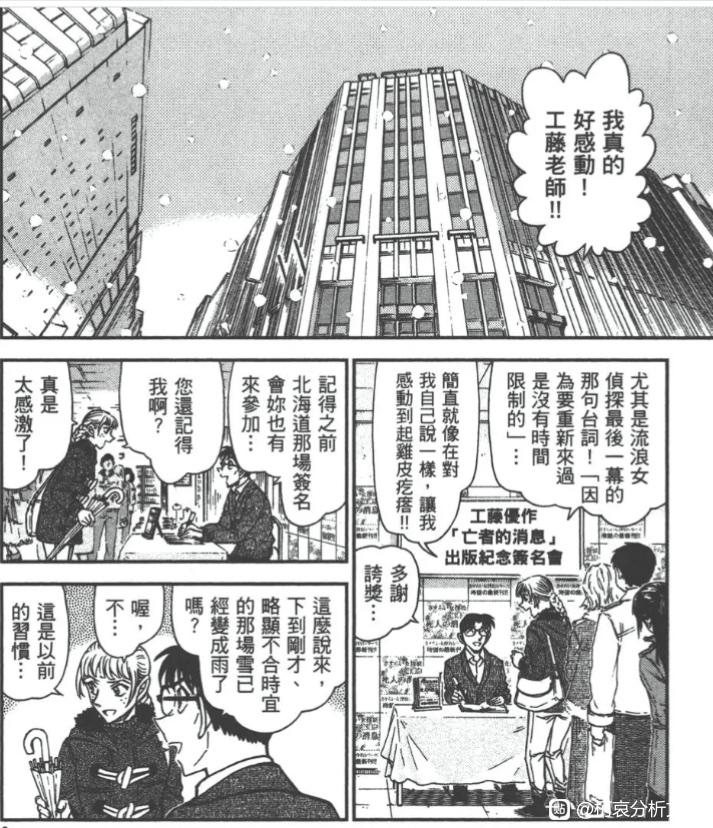 我真的
好感動！
工藤老師!!
尤其是流浪女
偵探最後一幕的
那句台詞！「因
為要重新來過
是沒有時間
限制的」…
簡直就像在對
我自己說一樣，讓我
感動到起雞皮疙瘩!!
工藤優作
「亡者的消息」
出版紀念簽名會
多謝
誇獎…
記得之前
北海道那場簽名
會妳也有
來參加…
您還記得
我啊？
真是
太感激了！
這麼說來，
下到剛才、
略顯不合時宜
的那場雪已
經變成雨了
嗎？
喔，
不…
這是以前
的習慣…